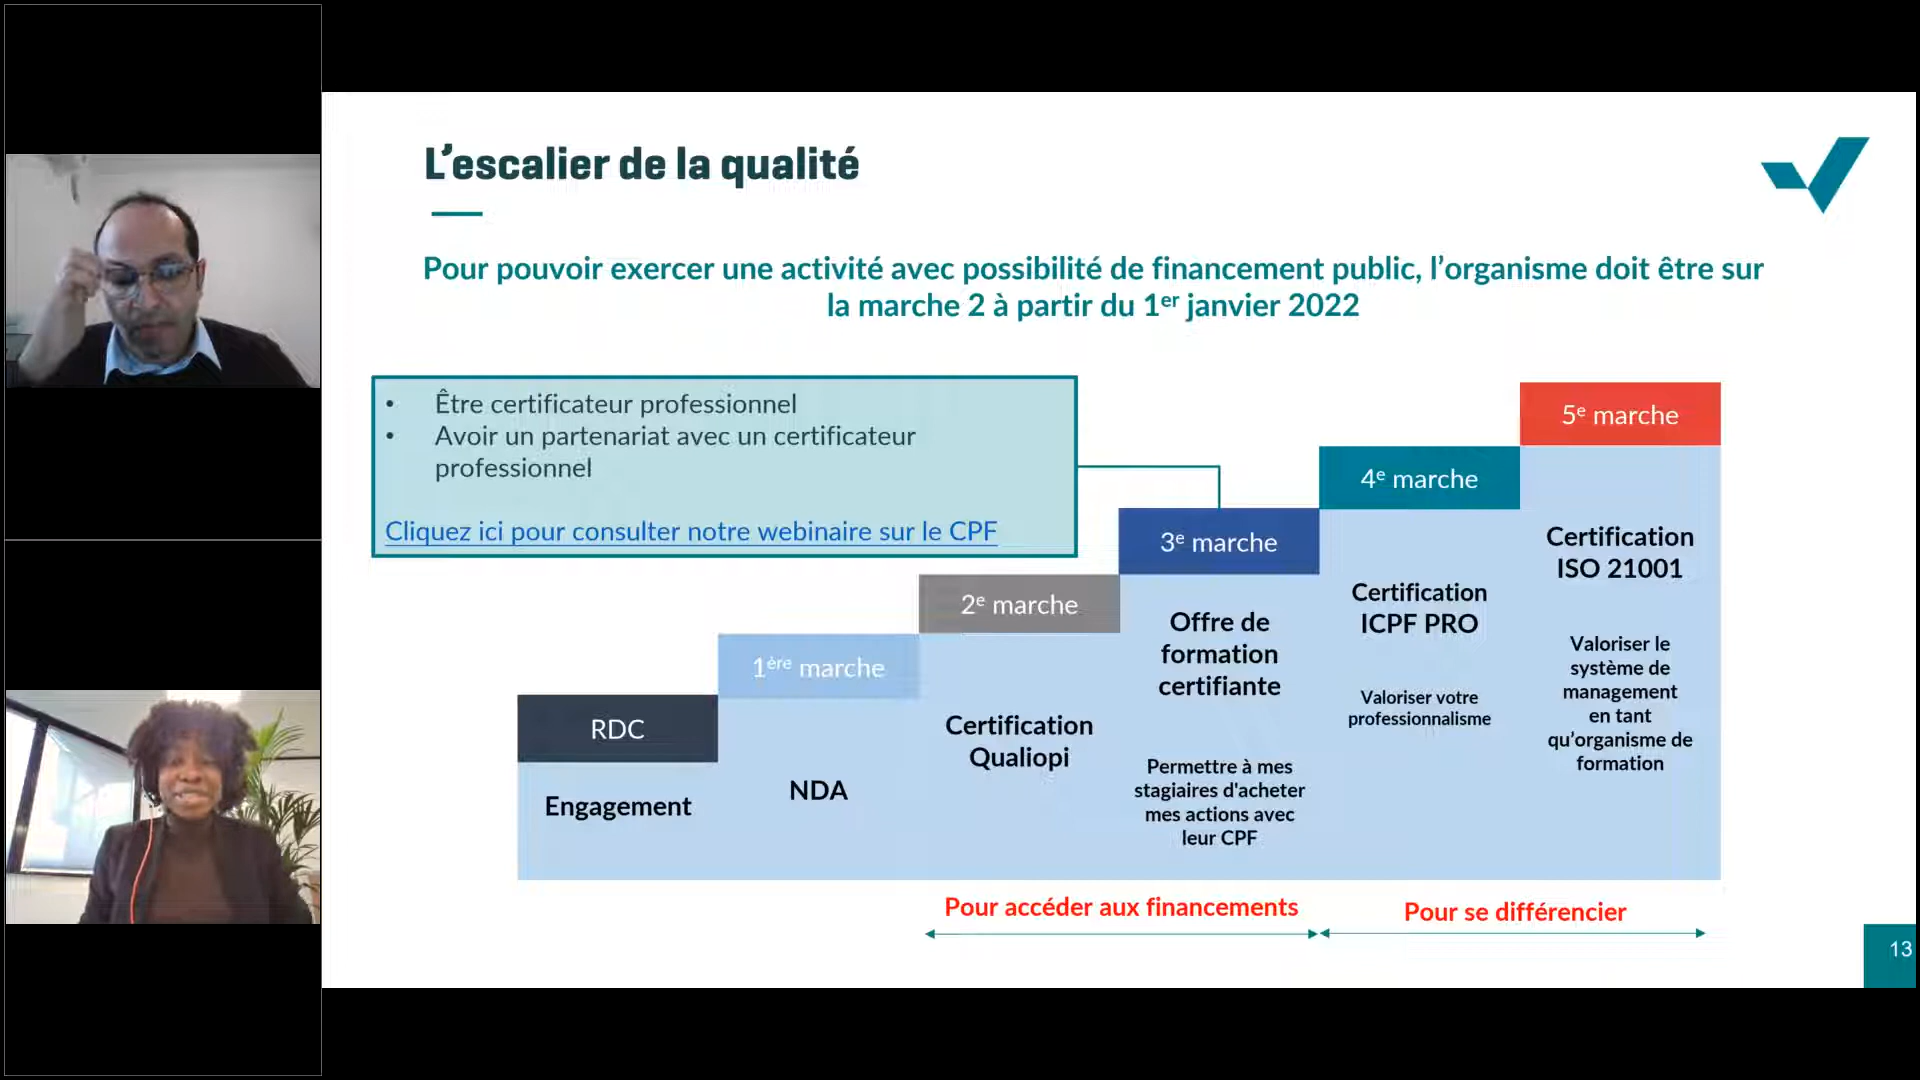 L'escalier de la qualité
Pour pouvoir exercer une activité avec possibilité de financement public, l'organisme doit être sur
la marche 2 à partir du 1er janvier 2022
• Être certificateur professionnel
• Avoir un partenariat avec un certificateur
professionnel
Cliquez ici pour consulter notre webinaire sur le CPF
RDC
Engagement
1ère marche
NDA
2e marche
Certification
Qualiopi
3e marche
Offre de
formation
certifiante
Permettre à mes
stagiaires d'acheter
mes actions avec
leur CPF
4e marche
Certification
ICPF PRO
Valoriser votre
professionnalisme
5e marche
Certification
ISO 21001
Valoriser le
système de
management
en tant
qu'organisme de
formation
Pour accéder aux financements
Pour se différencier
13